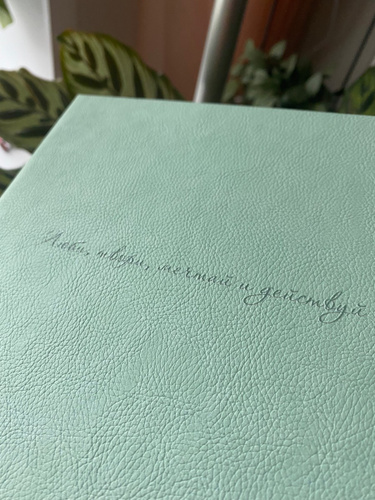 Люби, твори, мечтай и действуй